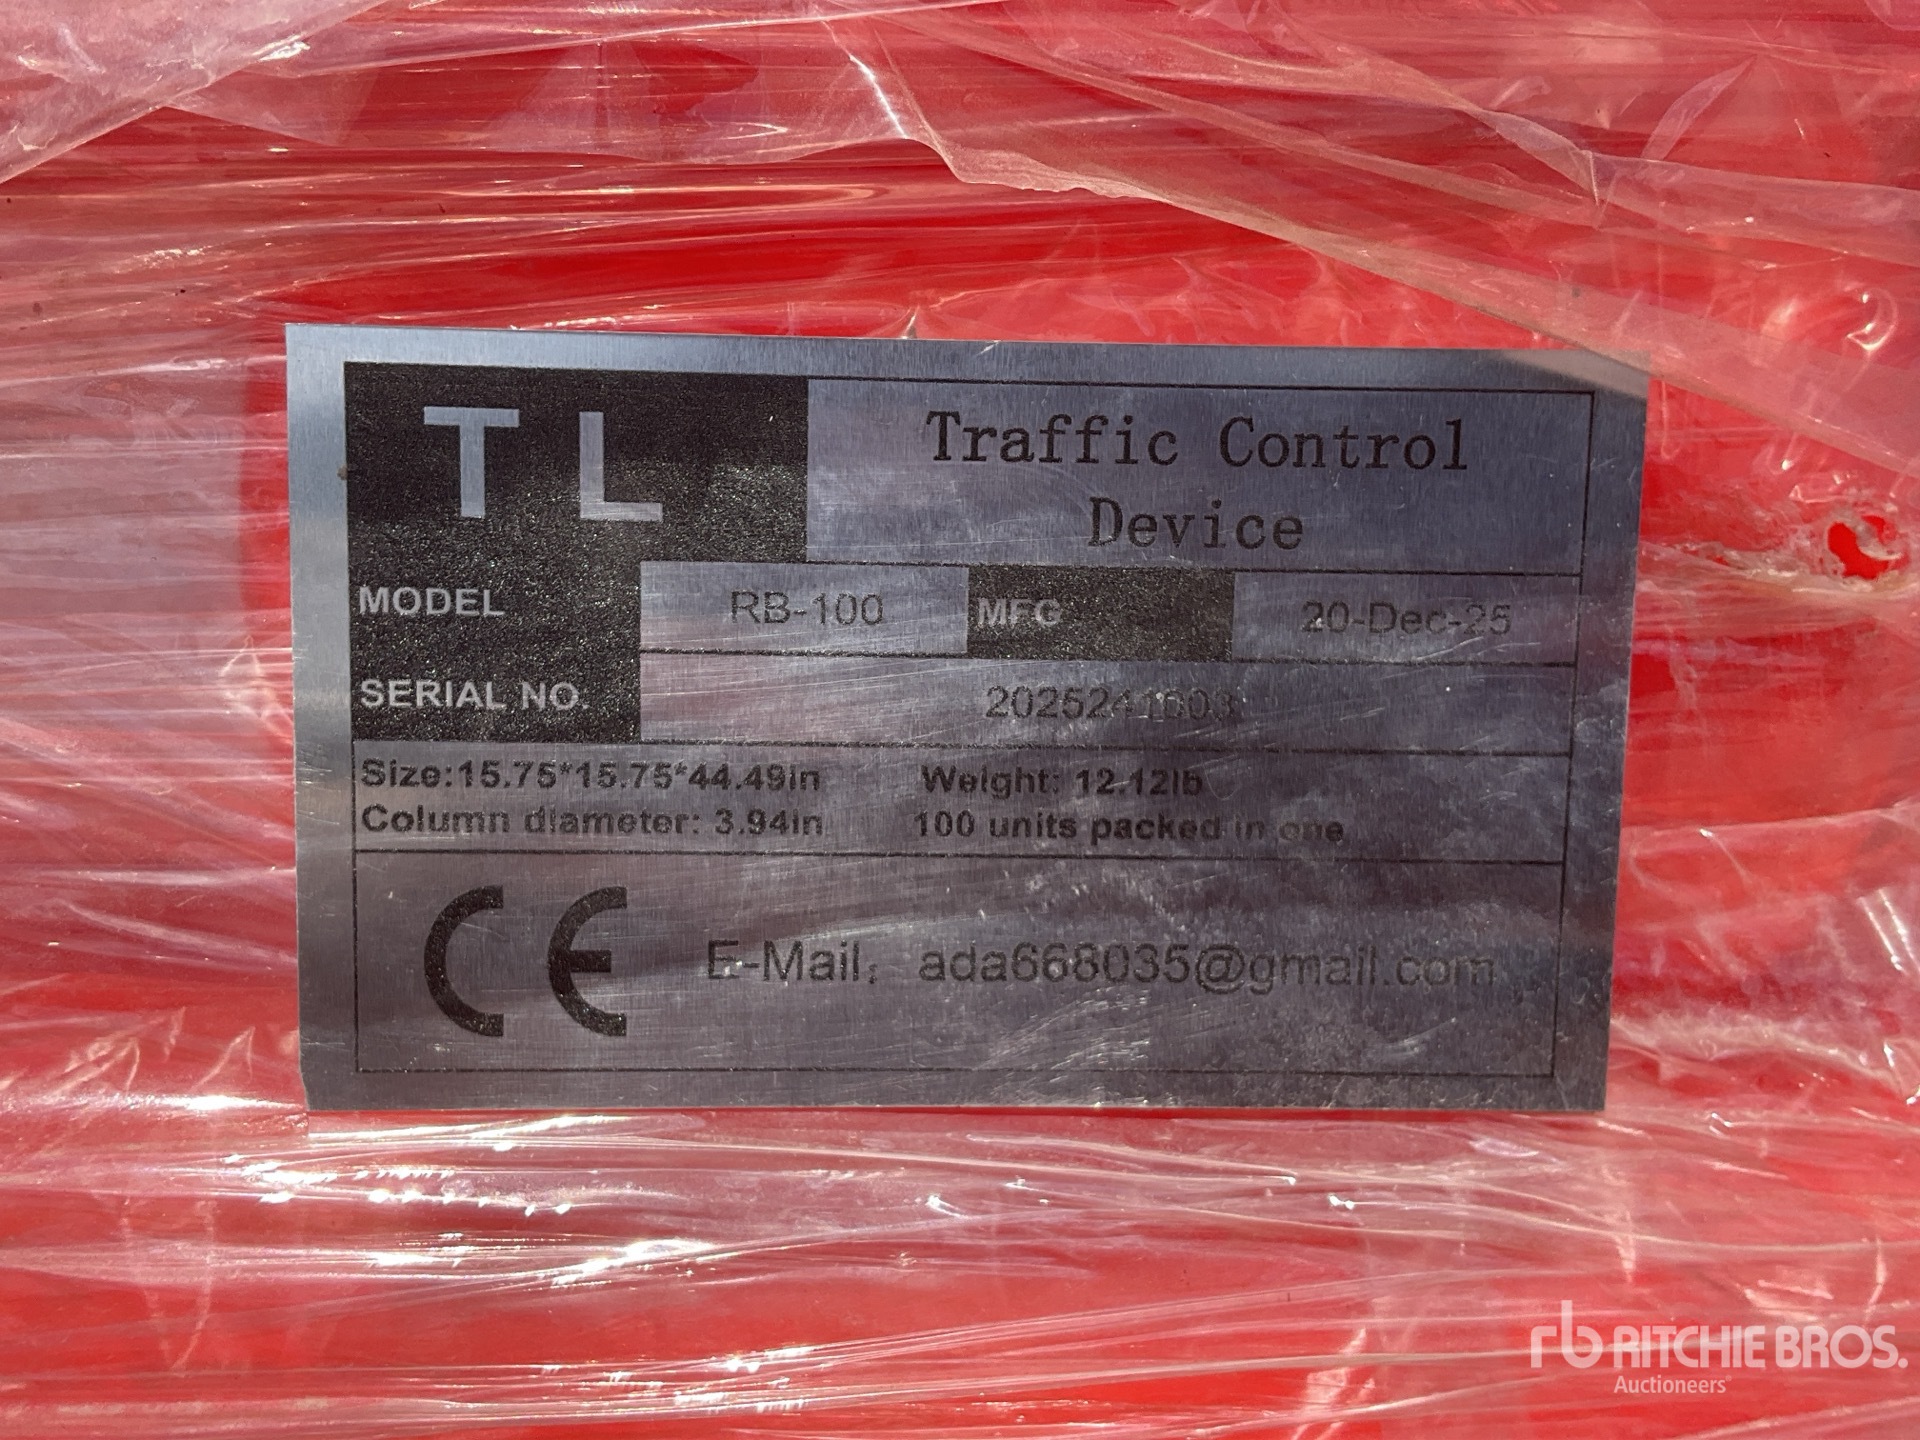 TL
Traffic Control
Device
MODEL RB-100 MFG 20-Dec-25
SERIAL NO. 2025241003
Size:15.75*15.75*44.49in Weight: 12.12lb
Column diameter: 3.94in 100 units packed in one
CE E-Mail: ada668035@gmail.com
rb RITCHIE BROS.
Auctioneers